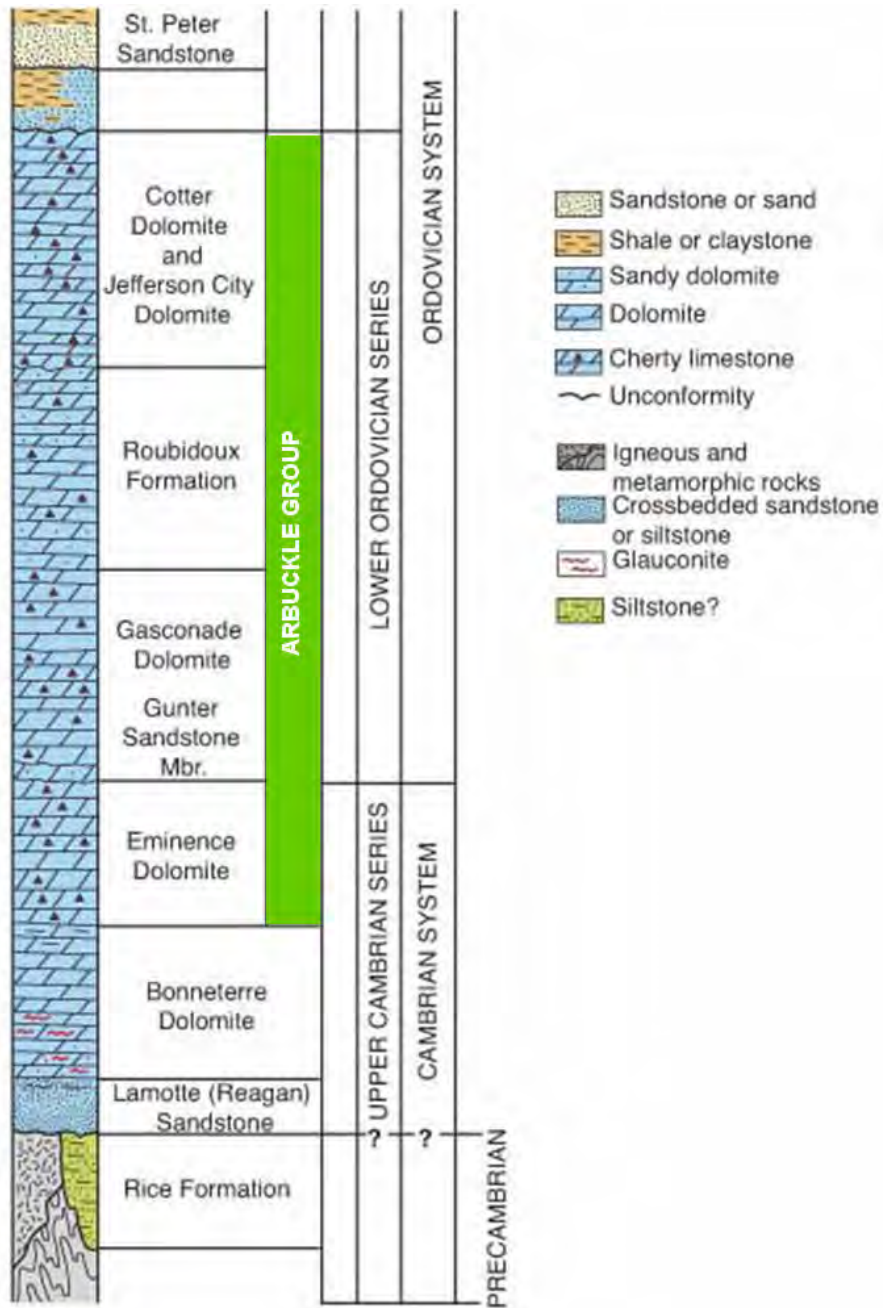 St. Peter
Sandstone
Cotter
Dolomite
and
Jefferson City
Dolomite
Roubidoux
Formation
Gasconade
Dolomite
Gunter
Sandstone
Mbr.
Eminence
Dolomite
Bonneterre
Dolomite
Lamotte (Reagan)
Sandstone
Rice Formation
ARBUCKLE GROUP
LOWER ORDOVICIAN SERIES
UPPER CAMBRIAN SERIES
?
ORDOVICIAN SYSTEM
CAMBRIAN SYSTEM
?
PRECAMBRIAN
Sandstone or sand
Shale or claystone
Sandy dolomite
Dolomite
Cherty limestone
Unconformity
Igneous and
metamorphic rocks
Crossbedded sandstone
or siltstone
Glauconite
Siltstone?